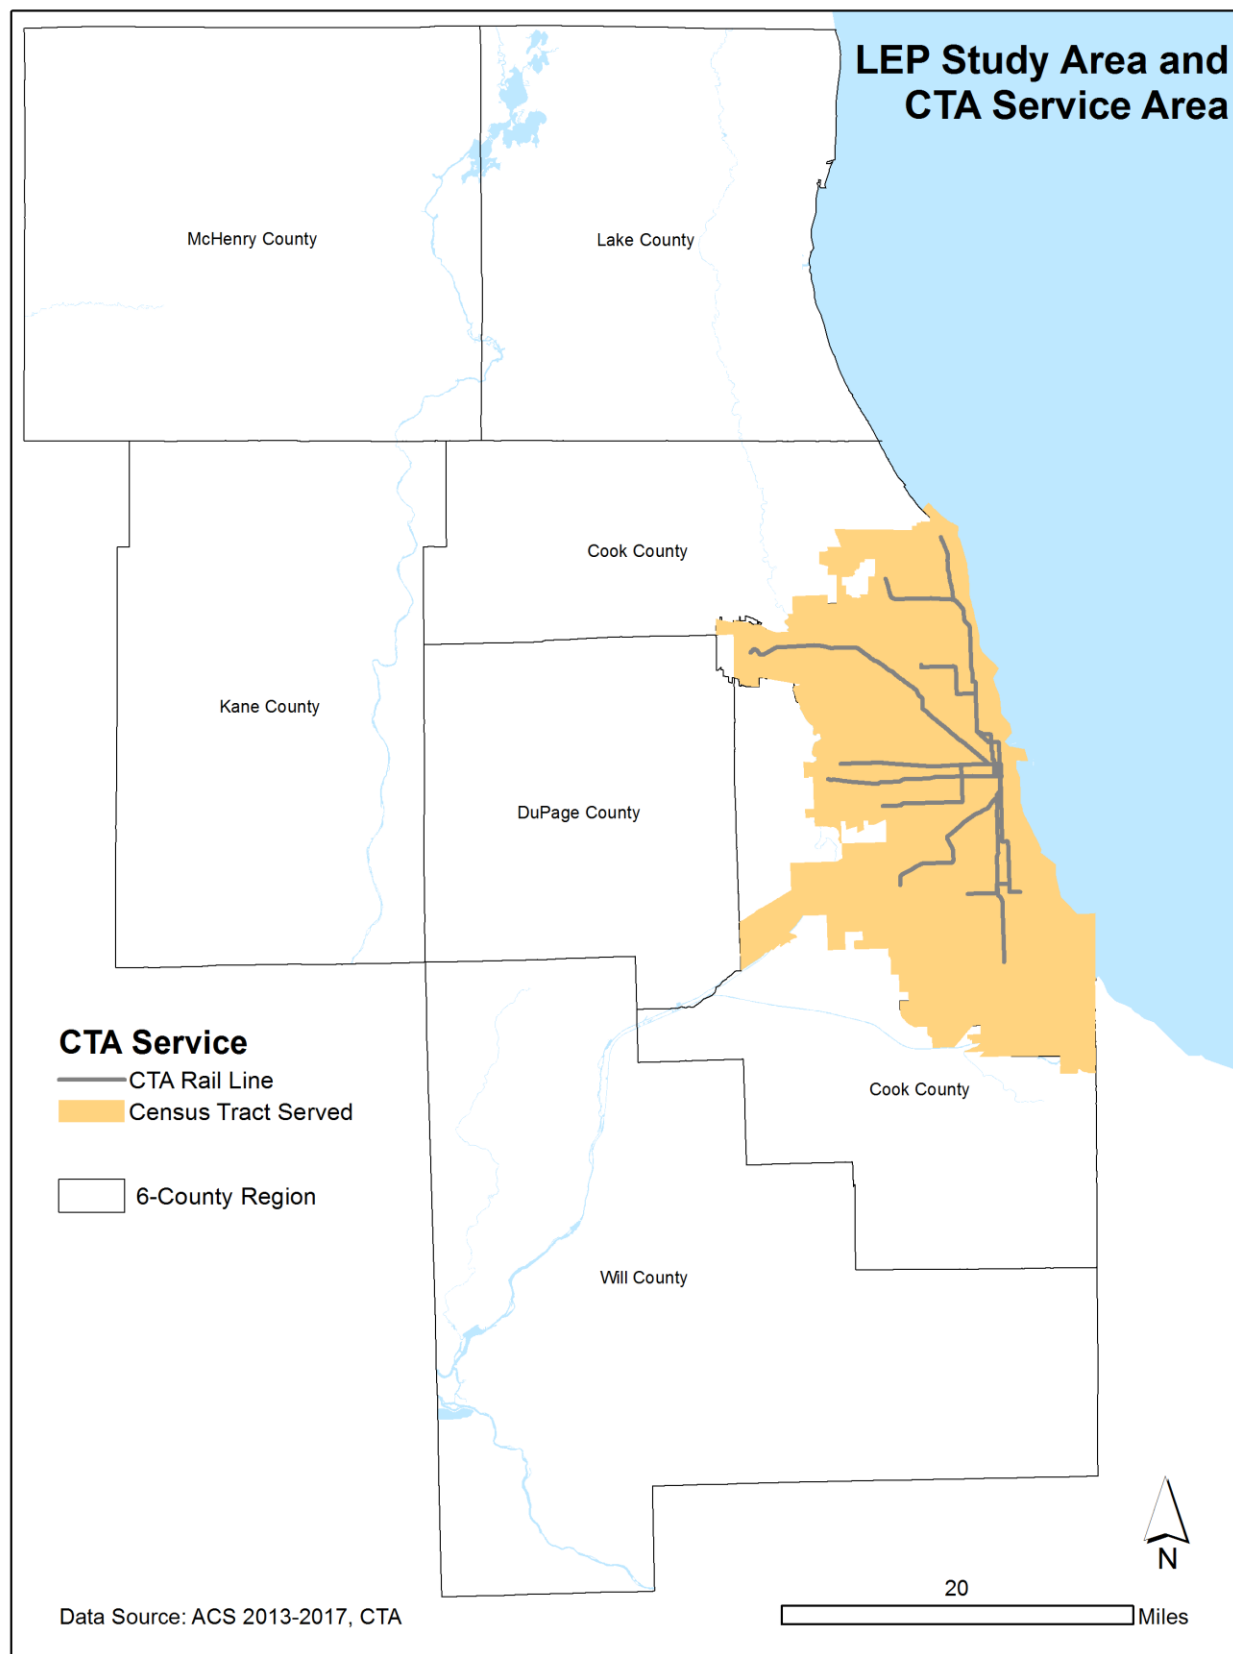 LEP Study Area and
CTA Service Area
McHenry County
Lake County
Cook County
Kane County
DuPage County
CTA Service
CTA Rail Line
Census Tract Served
6-County Region
Cook County
Will County
N
20
Miles
Data Source: ACS 2013-2017, CTA